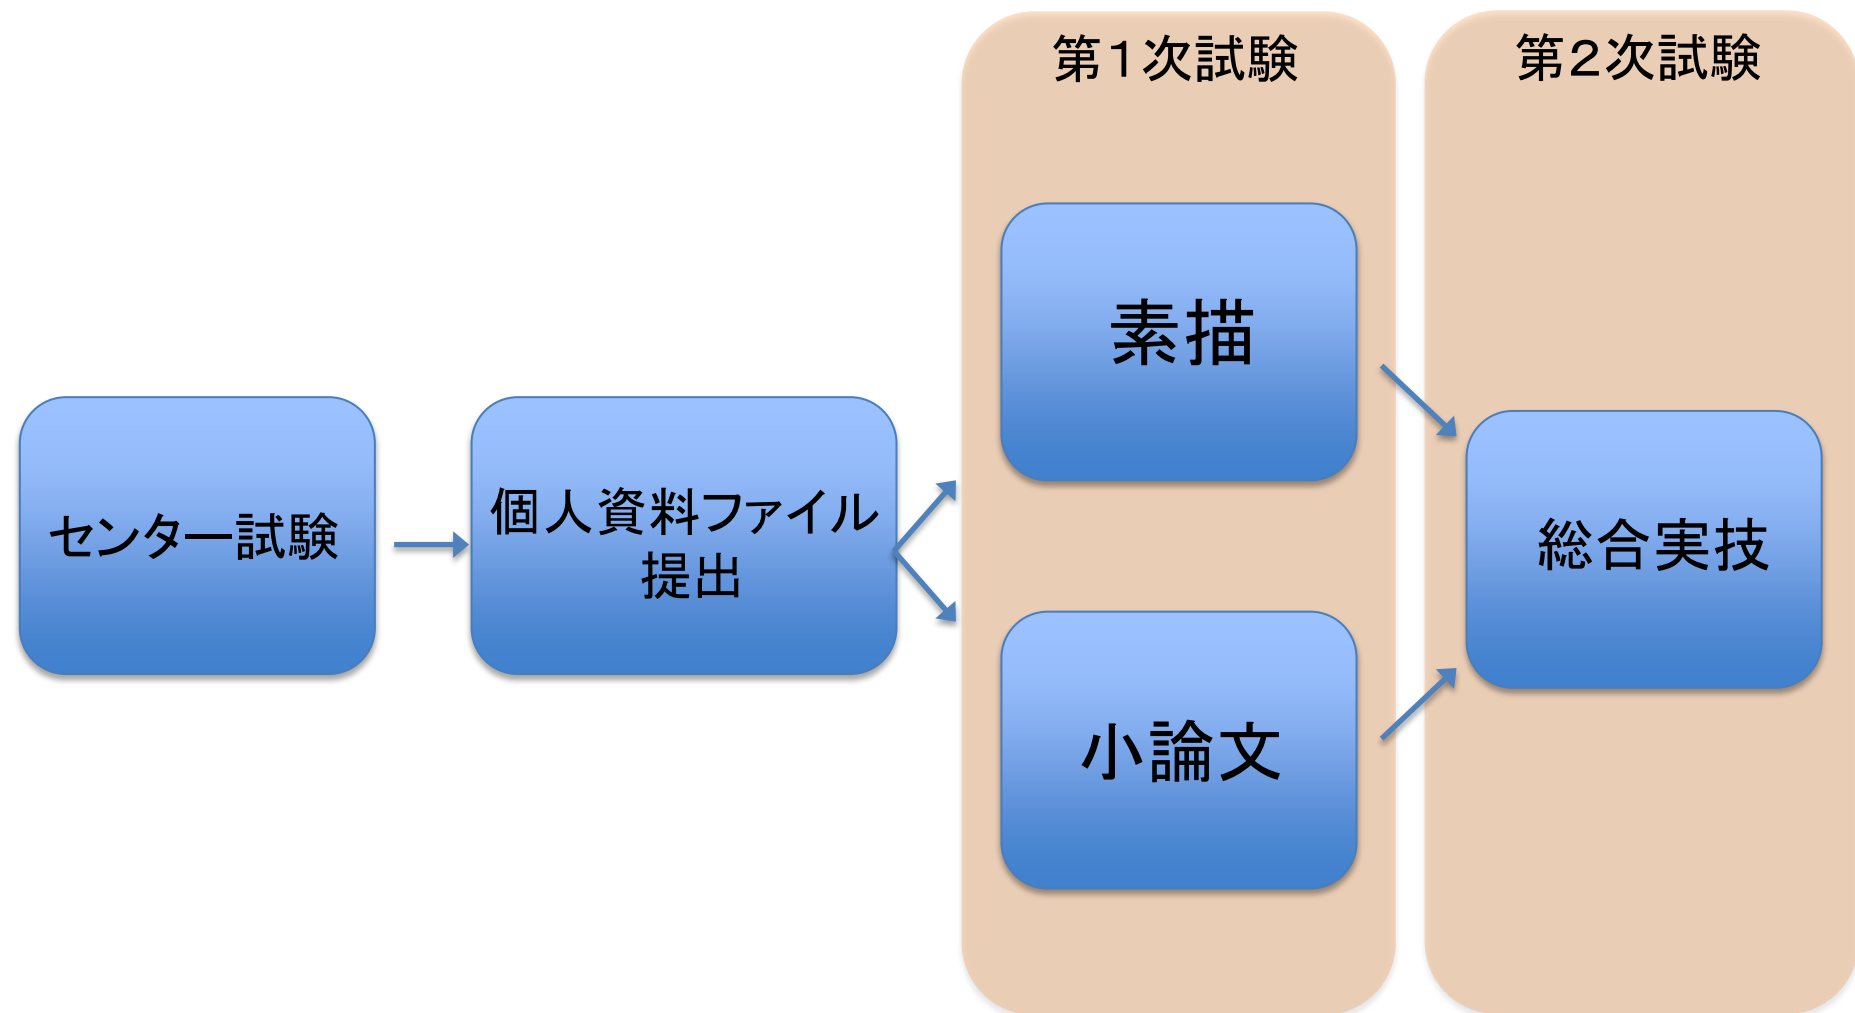 第1次試験
第2次試験
素描
センター試験
個人資料ファイル
提出
総合実技
小論文